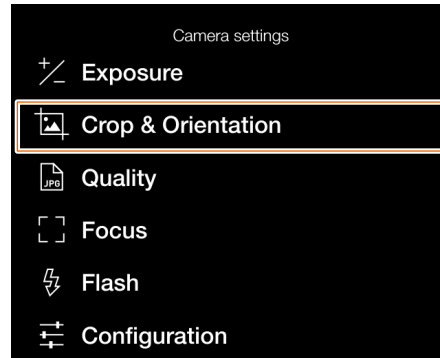 Camera settings
Exposure
Crop & Orientation
JPG
Quality
Focus
Flash
Configuration